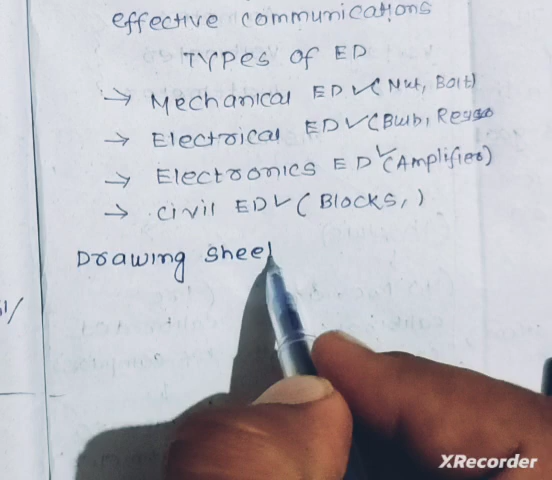 effective communications
TYPes of ED
→ Mechanical ED ✓ (Nut, Bolt)
→ Electrical ED ✓ (Bulb,
→ Electronics ED ✓ (Amplifier)
→ civil ED ✓ (Blocks, )
Drawing sheet
XRecorder